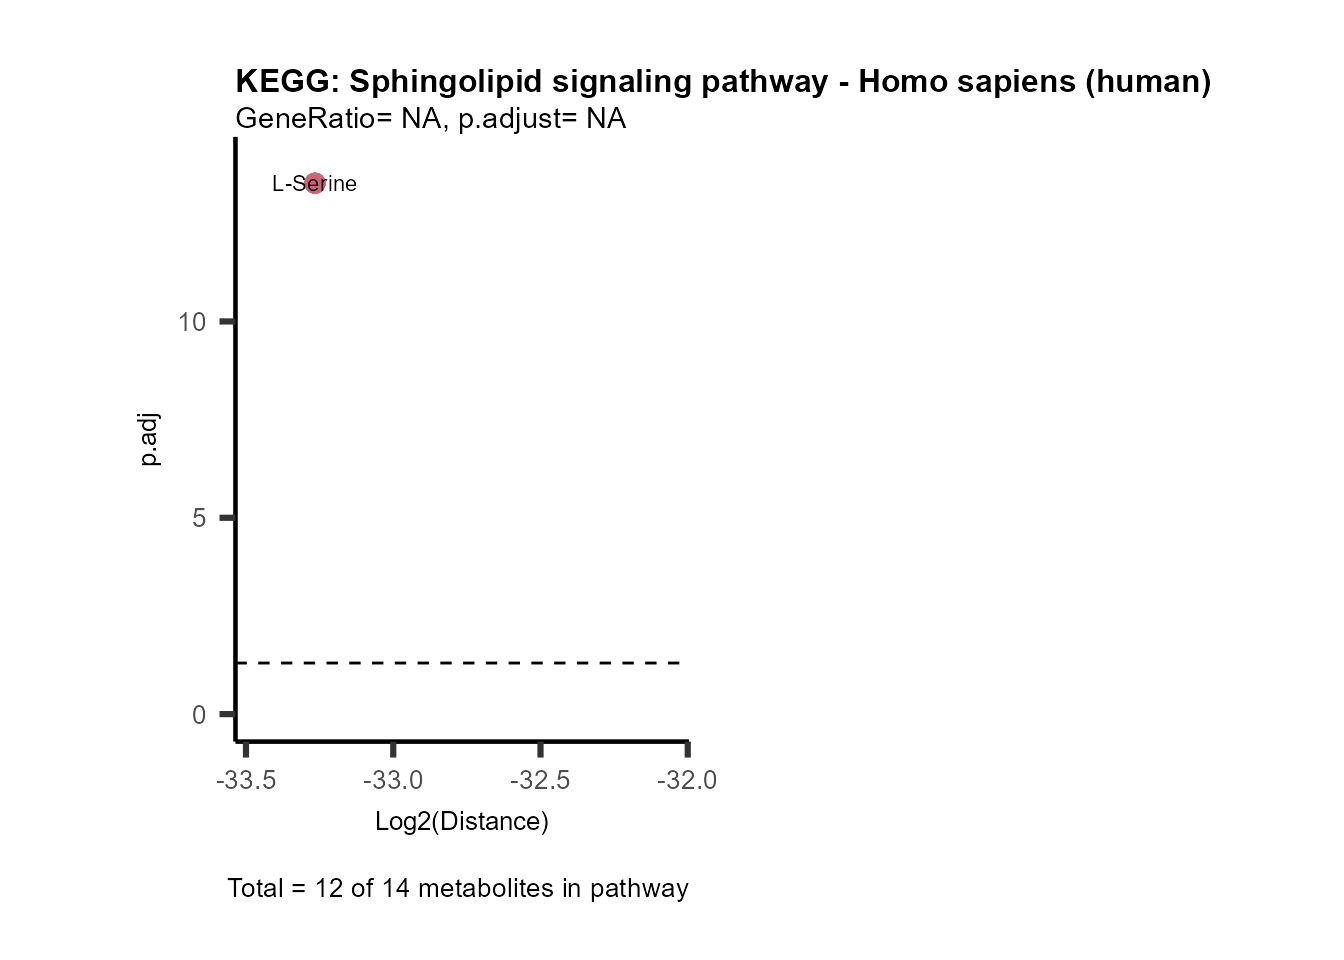 KEGG: Sphingolipid signaling pathway - Homo sapiens (human)
GeneRatio= NA, p.adjust= NA
L-Serine
10
p.adj
5
0
-33.5 -33.0 -32.5 -32.0
Log2(Distance)
Total = 12 of 14 metabolites in pathway